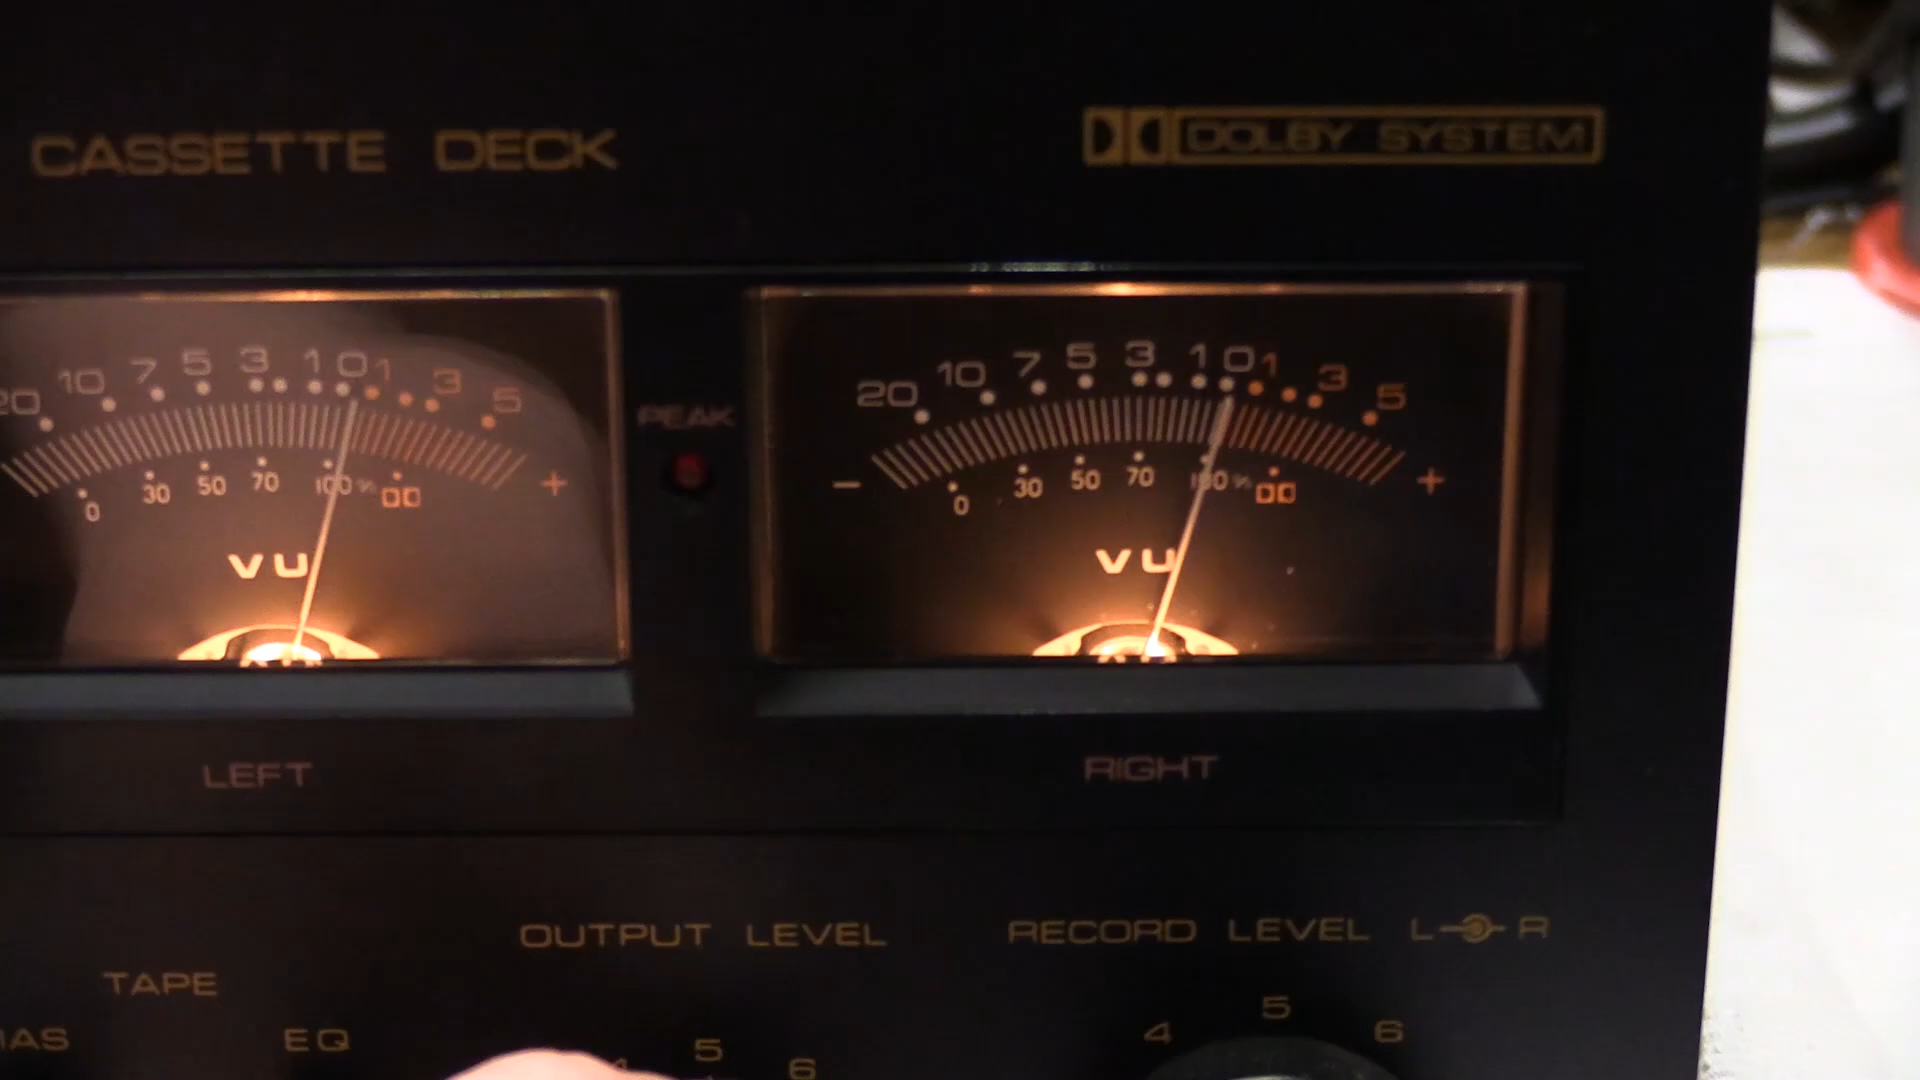 CASSETTE DECK
DOLBY SYSTEM
20 10 7 5 3 1 0 1 3 5
0 30 50 70 100 % +
VU
LEFT
PEAK
20 10 7 5 3 1 0 1 3 5
- 0 30 50 70 100 % +
VU
RIGHT
OUTPUT LEVEL
RECORD LEVEL L R
TAPE
EQ
5 6
4 5 6